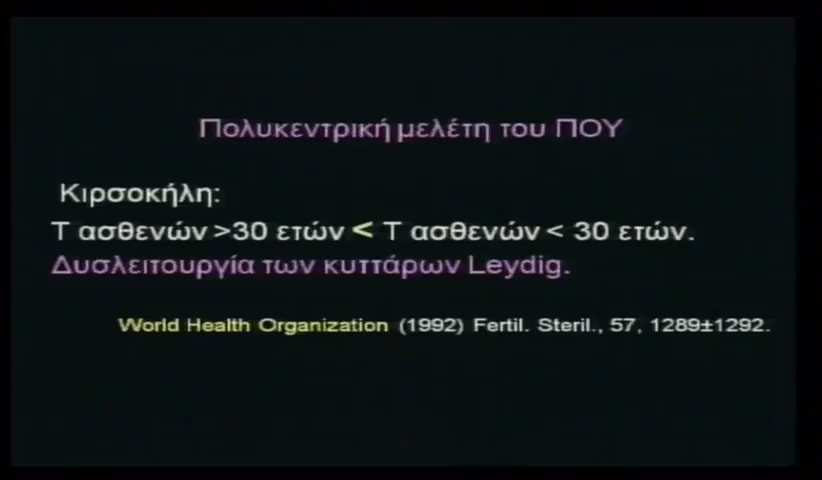 Πολυκεντρική μελέτη του ΠΟΥ
Κιρσοκήλη:
Τ ασθενών >30 ετών < Τ ασθενών < 30 ετών.
Δυσλειτουργία των κυττάρων Leydig.
World Health Organization (1992) Fertil. Steril., 57, 1289±1292.